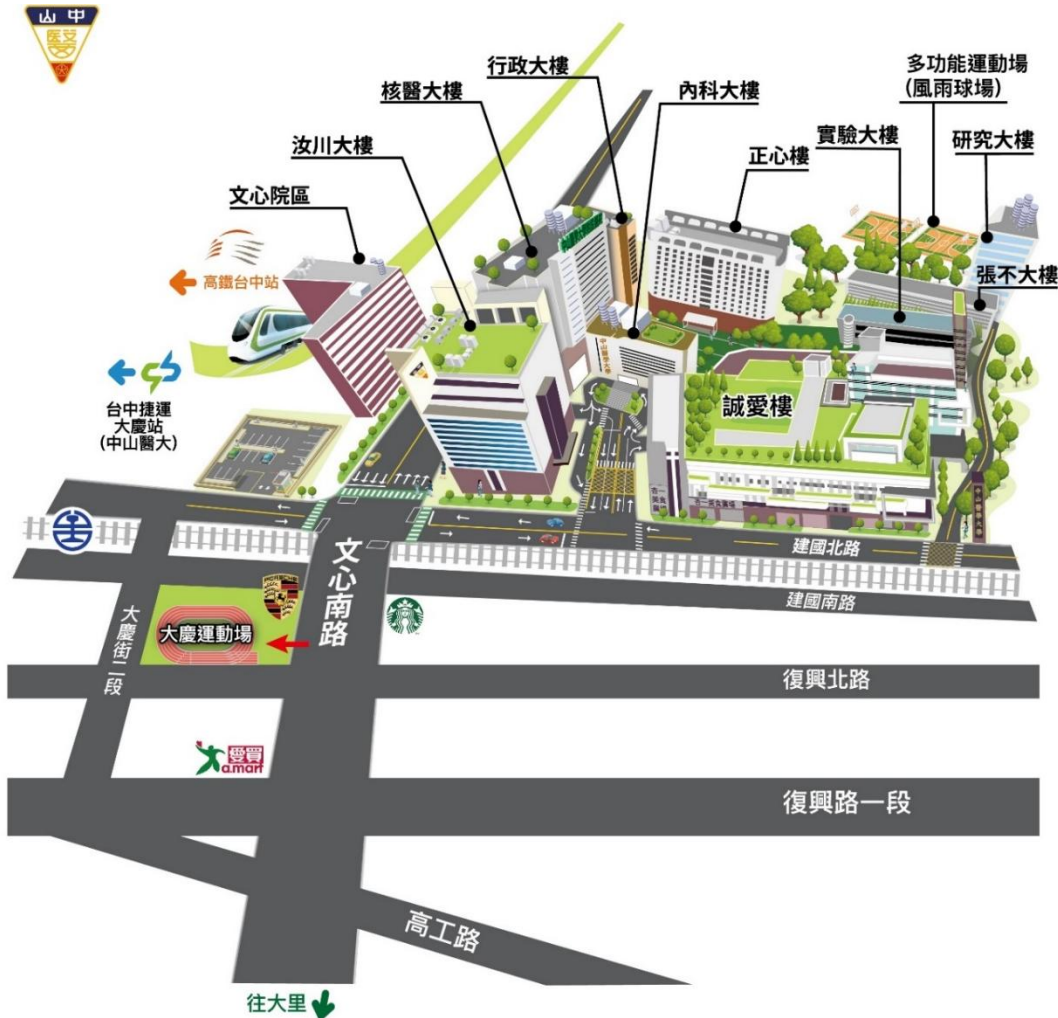 山中
醫
行政大樓
多功能運動場
(風雨球場)
核醫大樓
內科大樓
汝川大樓
正心樓
實驗大樓
研究大樓
文心院區
張不大樓
高鐵台中站
台中捷運
大慶站
(中山醫大)
誠愛樓
建國北路
建國南路
文心南路
PORSCHE
大慶街二段
大慶運動場
復興北路
愛買
a.mart
復興路一段
高工路
往大里